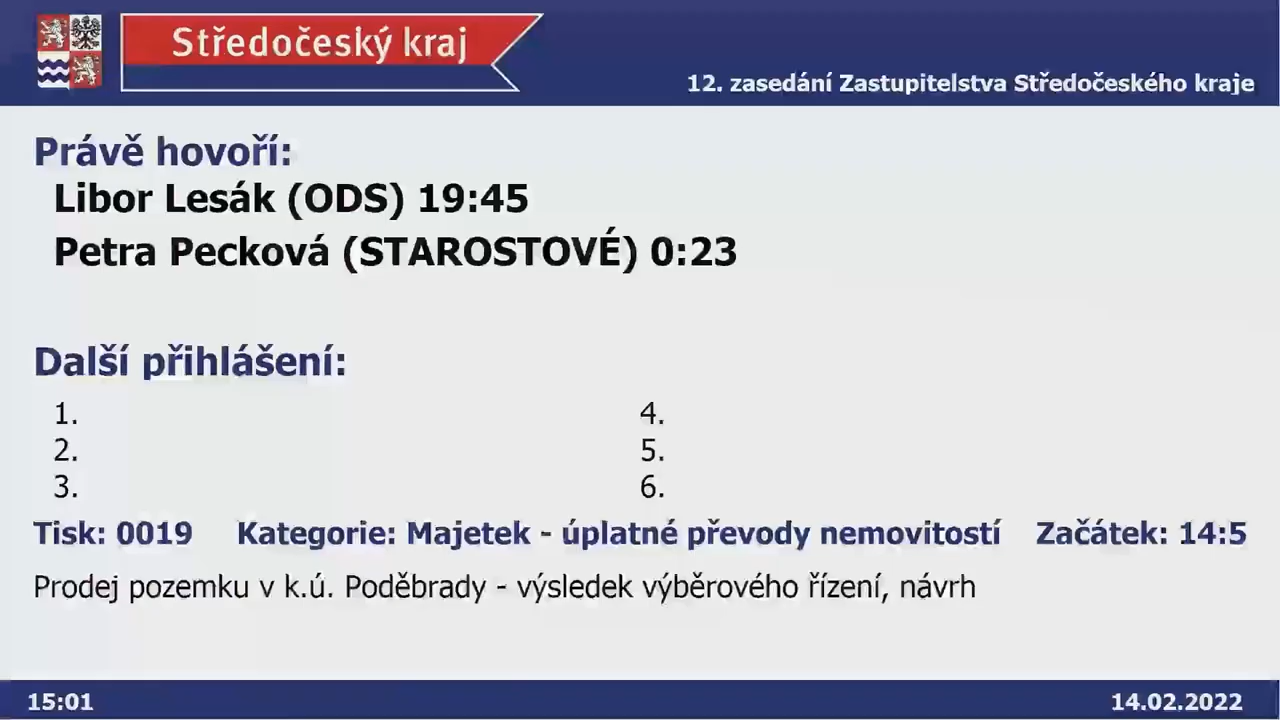 Středočeský kraj
12. zasedání Zastupitelstva Středočeského kraje
Právě hovoří:
Libor Lesák (ODS) 19:45
Petra Pecková (STAROSTOVÉ) 0:23
Další přihlášení:
1. 4.
2. 5.
3. 6.
Tisk: 0019 Kategorie: Majetek - úplatné převody nemovitostí Začátek: 14:5
Prodej pozemku v k.ú. Poděbrady - výsledek výběrového řízení, návrh
15:01 14.02.2022